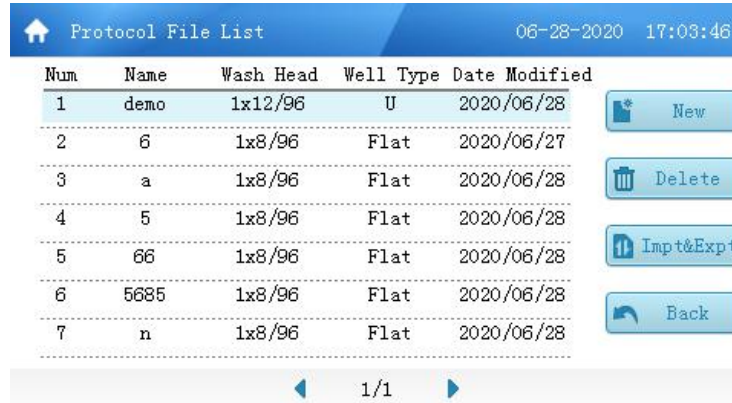 Protocol File List 06-28-2020 17:03:46
Num Name Wash Head Well Type Date Modified
1 demo 1x12/96 U 2020/06/28
2 6 1x8/96 Flat 2020/06/27
3 a 1x8/96 Flat 2020/06/28
4 5 1x8/96 Flat 2020/06/28
5 66 1x8/96 Flat 2020/06/28
6 5685 1x8/96 Flat 2020/06/28
7 n 1x8/96 Flat 2020/06/28
New
Delete
Impt&Expt
Back
1/1